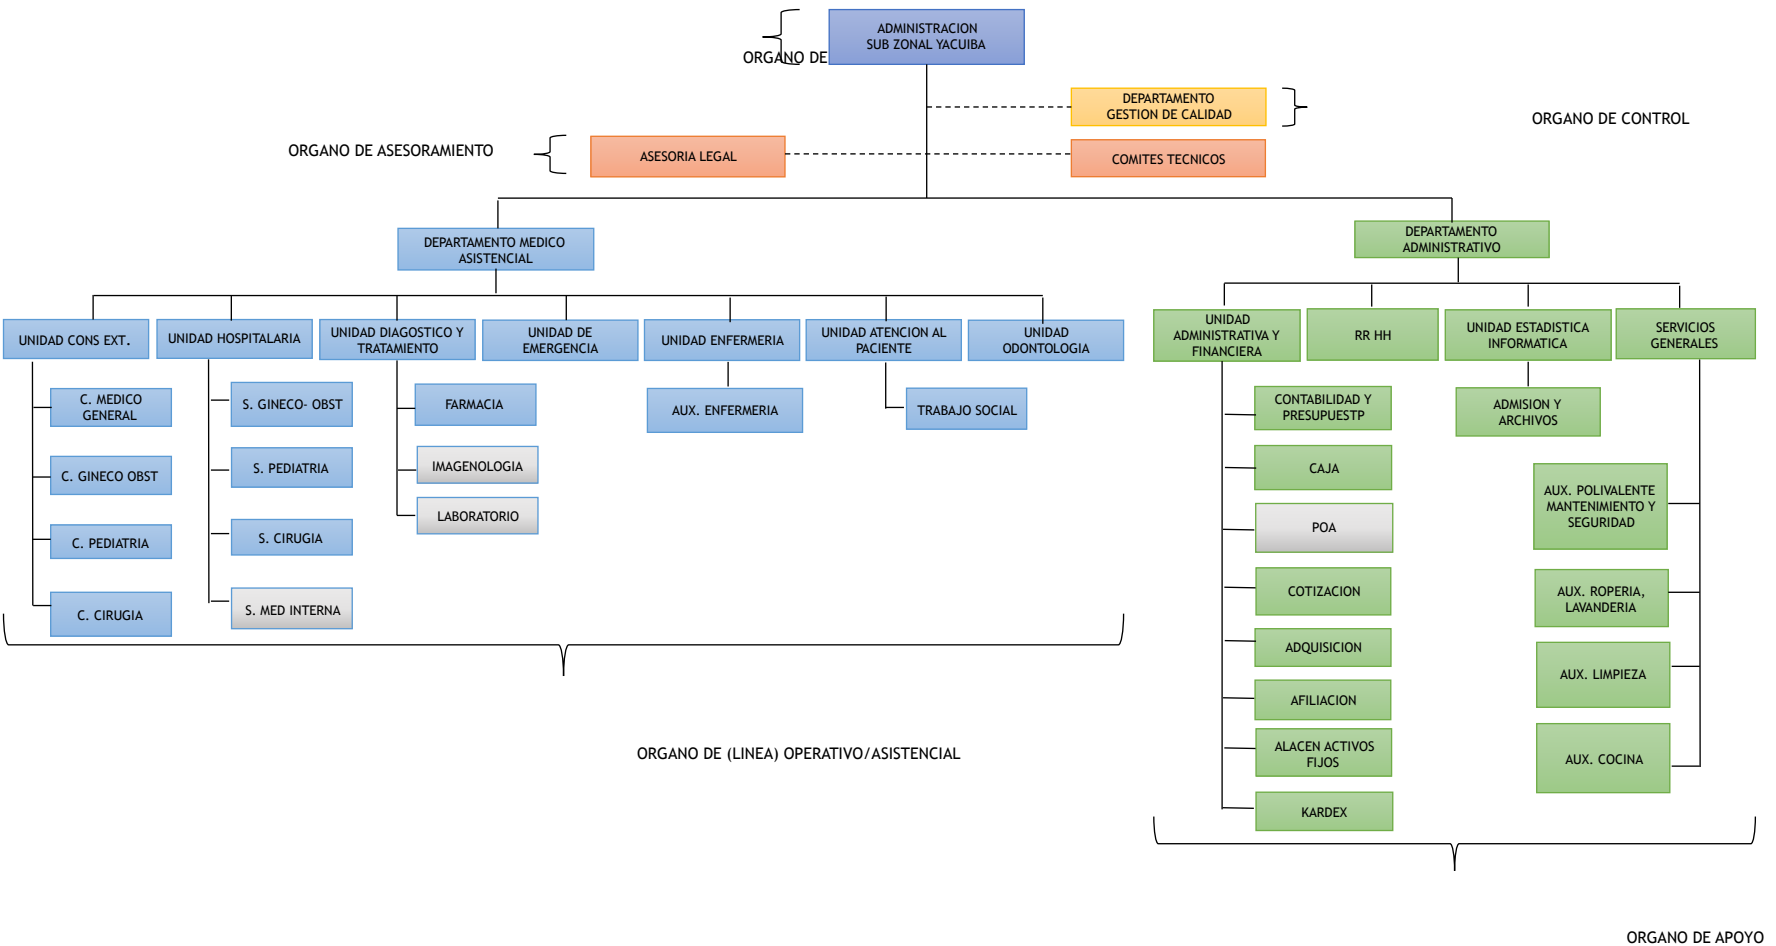 ADMINISTRACION
SUB ZONAL YACUIBA
ORGANO DE
DEPARTAMENTO
GESTION DE CALIDAD
ORGANO DE CONTROL
ORGANO DE ASESORAMIENTO
ASESORIA LEGAL
COMITES TECNICOS
DEPARTAMENTO MEDICO
ASISTENCIAL
DEPARTAMENTO
ADMINISTRATIVO
UNIDAD CONS EXT.
UNIDAD HOSPITALARIA
UNIDAD DIAGOSTICO Y
TRATAMIENTO
UNIDAD DE
EMERGENCIA
UNIDAD ENFERMERIA
UNIDAD ATENCION AL
PACIENTE
UNIDAD
ODONTOLOGIA
UNIDAD
ADMINISTRATIVA Y
FINANCIERA
RR HH
UNIDAD ESTADISTICA
INFORMATICA
SERVICIOS
GENERALES
C. MEDICO
GENERAL
C. GINECO OBST
C. PEDIATRIA
C. CIRUGIA
S. GINECO- OBST
S. PEDIATRIA
S. CIRUGIA
S. MED INTERNA
FARMACIA
IMAGENOLOGIA
LABORATORIO
AUX. ENFERMERIA
TRABAJO SOCIAL
CONTABILIDAD Y
PRESUPUESTP
CAJA
POA
COTIZACION
ADQUISICION
AFILIACION
ALACEN ACTIVOS
FIJOS
KARDEX
ADMISION Y
ARCHIVOS
AUX. POLIVALENTE
MANTENIMIENTO Y
SEGURIDAD
AUX. ROPERIA,
LAVANDERIA
AUX. LIMPIEZA
AUX. COCINA
ORGANO DE (LINEA) OPERATIVO/ASISTENCIAL
ORGANO DE APOYO